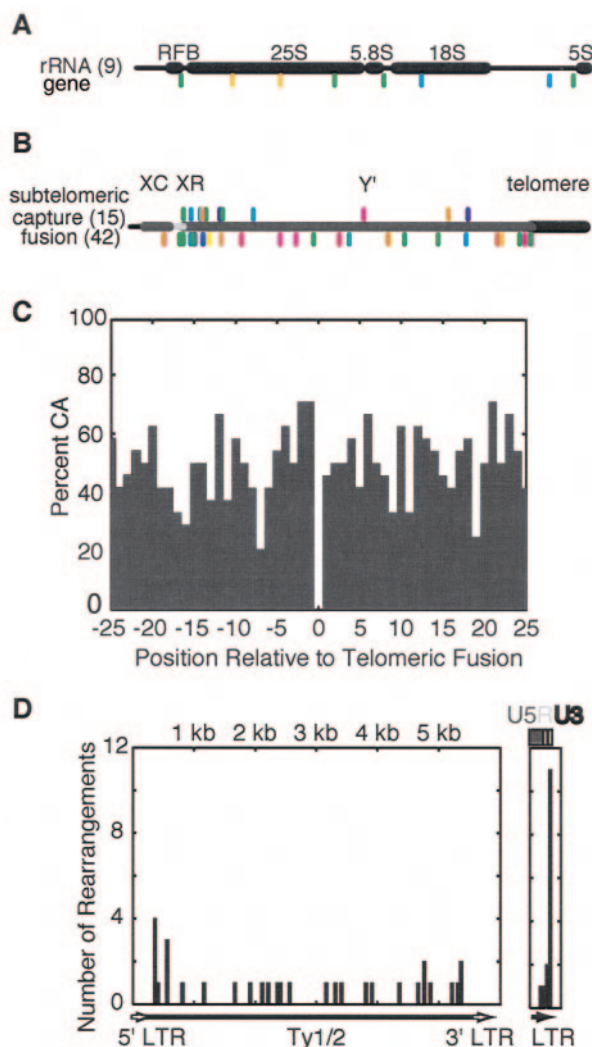 A
RFB 25S 5.8S 18S 5S
rRNA (9)
gene
B
XC XR Y' telomere
subtelomeric
capture (15)
fusion (42)
C
Percent CA
100
80
60
40
20
0
-25 -20 -15 -10 -5 0 5 10 15 20 25
Position Relative to Telomeric Fusion
D
U5 R U3
1 kb 2 kb 3 kb 4 kb 5 kb
Number of Rearrangements
12
8
4
0
5' LTR Ty1/2 3' LTR LTR